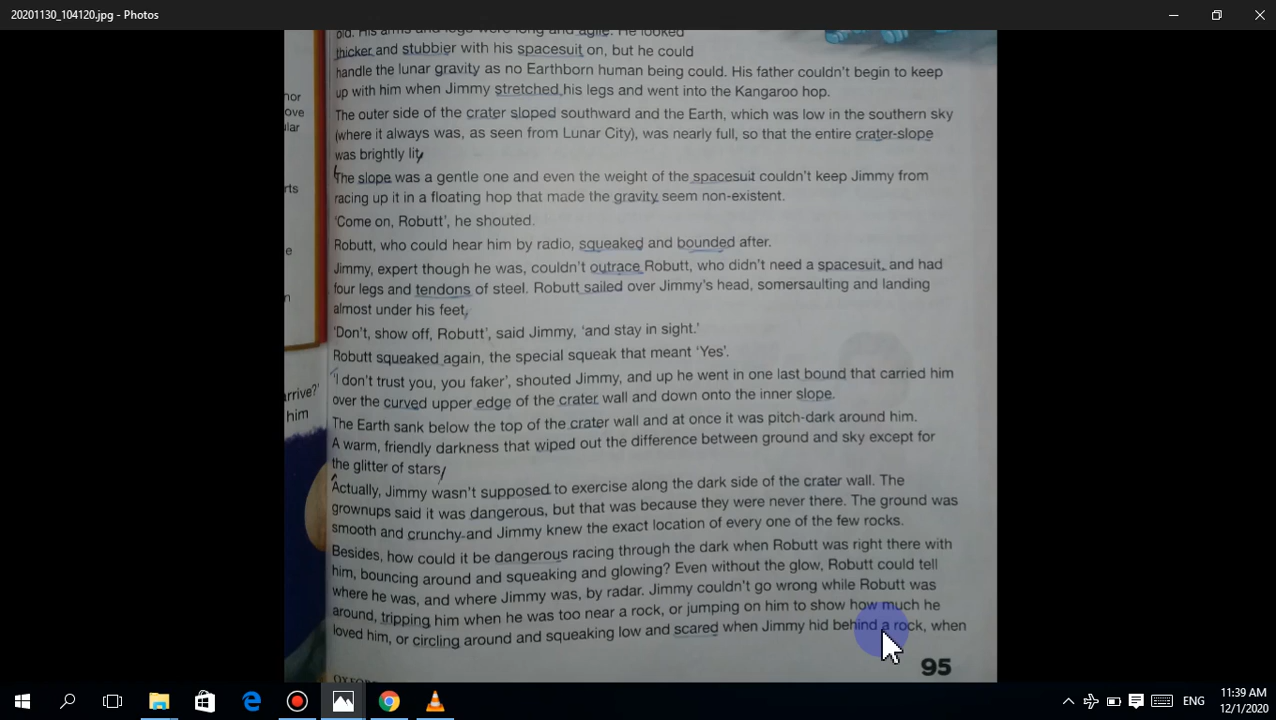 20201130_104120.jpg - Photos
old. His arms and legs were long and agile. He looked
thicker and stubbier with his spacesuit on, but he could
handle the lunar gravity as no Earthborn human being could. His father couldn't begin to keep
up with him when Jimmy stretched his legs and went into the Kangaroo hop.
The outer side of the crater sloped southward and the Earth, which was low in the southern sky
(where it always was, as seen from Lunar City), was nearly full, so that the entire crater-slope
was brightly lit,
The slope was a gentle one and even the weight of the spacesuit couldn't keep Jimmy from
racing up it in a floating hop that made the gravity seem non-existent.
'Come on, Robutt', he shouted.
Robutt, who could hear him by radio, squeaked and bounded after.
Jimmy, expert though he was, couldn't outrace Robutt, who didn't need a spacesuit, and had
four legs and tendons of steel. Robutt sailed over Jimmy's head, somersaulting and landing
almost under his feet,
'Don't, show off, Robutt', said Jimmy, 'and stay in sight.'
Robutt squeaked again, the special squeak that meant 'Yes'.
'I don't trust you, you faker', shouted Jimmy, and up he went in one last bound that carried him
over the curved upper edge of the crater wall and down onto the inner slope.
The Earth sank below the top of the crater wall and at once it was pitch-dark around him.
A warm, friendly darkness that wiped out the difference between ground and sky except for
the glitter of stars,
Actually, Jimmy wasn't supposed to exercise along the dark side of the crater wall. The
grownups said it was dangerous, but that was because they were never there. The ground was
smooth and crunchy and Jimmy knew the exact location of every one of the few rocks.
Besides, how could it be dangerous racing through the dark when Robutt was right there with
him, bouncing around and squeaking and glowing? Even without the glow, Robutt could tell
where he was, and where Jimmy was, by radar. Jimmy couldn't go wrong while Robutt was
around, tripping him when he was too near a rock, or jumping on him to show how much he
loved him, or circling around and squeaking low and scared when Jimmy hid behind a rock, when
95
hor
ove
ular
rts
e
n
arrive?'
him
ENG
11:39 AM
12/1/2020